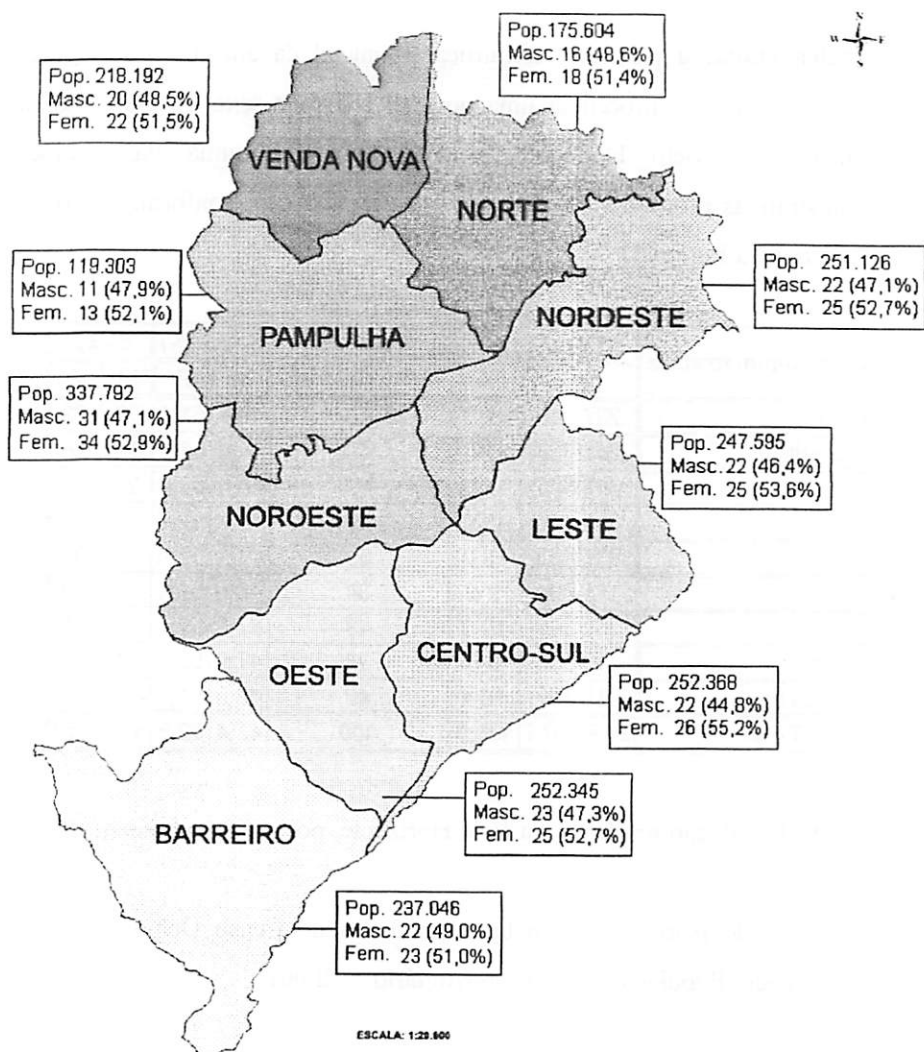 N
W E
Pop. 175.604
Masc. 16 (48,6%)
Fem. 18 (51,4%)
Pop. 218.192
Masc. 20 (48,5%)
Fem. 22 (51,5%)
VENDA NOVA
NORTE
Pop. 119.303
Masc. 11 (47,9%)
Fem. 13 (52,1%)
Pop. 251.126
Masc. 22 (47,1%)
Fem. 25 (52,7%)
NORDESTE
PAMPULHA
Pop. 337.792
Masc. 31 (47,1%)
Fem. 34 (52,9%)
Pop. 247.595
Masc. 22 (46,4%)
Fem. 25 (53,6%)
NOROESTE
LESTE
CENTRO-SUL
OESTE
Pop. 252.368
Masc. 22 (44,8%)
Fem. 26 (55,2%)
Pop. 252.345
Masc. 23 (47,3%)
Fem. 25 (52,7%)
BARREIRO
Pop. 237.046
Masc. 22 (49,0%)
Fem. 23 (51,0%)